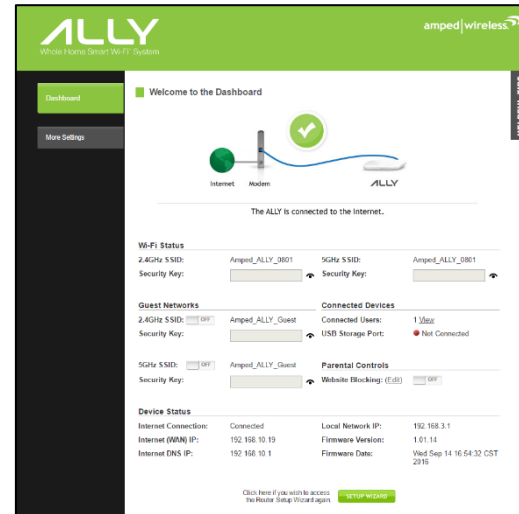 ALLY
Whole Home Smart Wi-Fi System
amped|wireless
Dashboard
More Settings
Welcome to the Dashboard
Internet Modem ALLY
The ALLY is connected to the Internet.
Wi-Fi Status
2.4GHz SSID: Amped_ALLY_0801 5GHz SSID: Amped_ALLY_0801
Security Key: Security Key:
Guest Networks Connected Devices
2.4GHz SSID: OFF Amped_ALLY_Guest Connected Users: 1 View
Security Key: USB Storage Port: Not Connected
5GHz SSID: OFF Amped_ALLY_Guest Parental Controls
Security Key: Website Blocking: (Edit) OFF
Device Status
Internet Connection: Connected Local Network IP: 192.168.3.1
Internet (WAN) IP: 192.168.10.19 Firmware Version: 1.01.14
Internet DNS IP: 192.168.10.1 Firmware Date: Wed Sep 14 16:54:32 CST
2016
Click here if you wish to access
the Router Setup Wizard again.
SETUP WIZARD